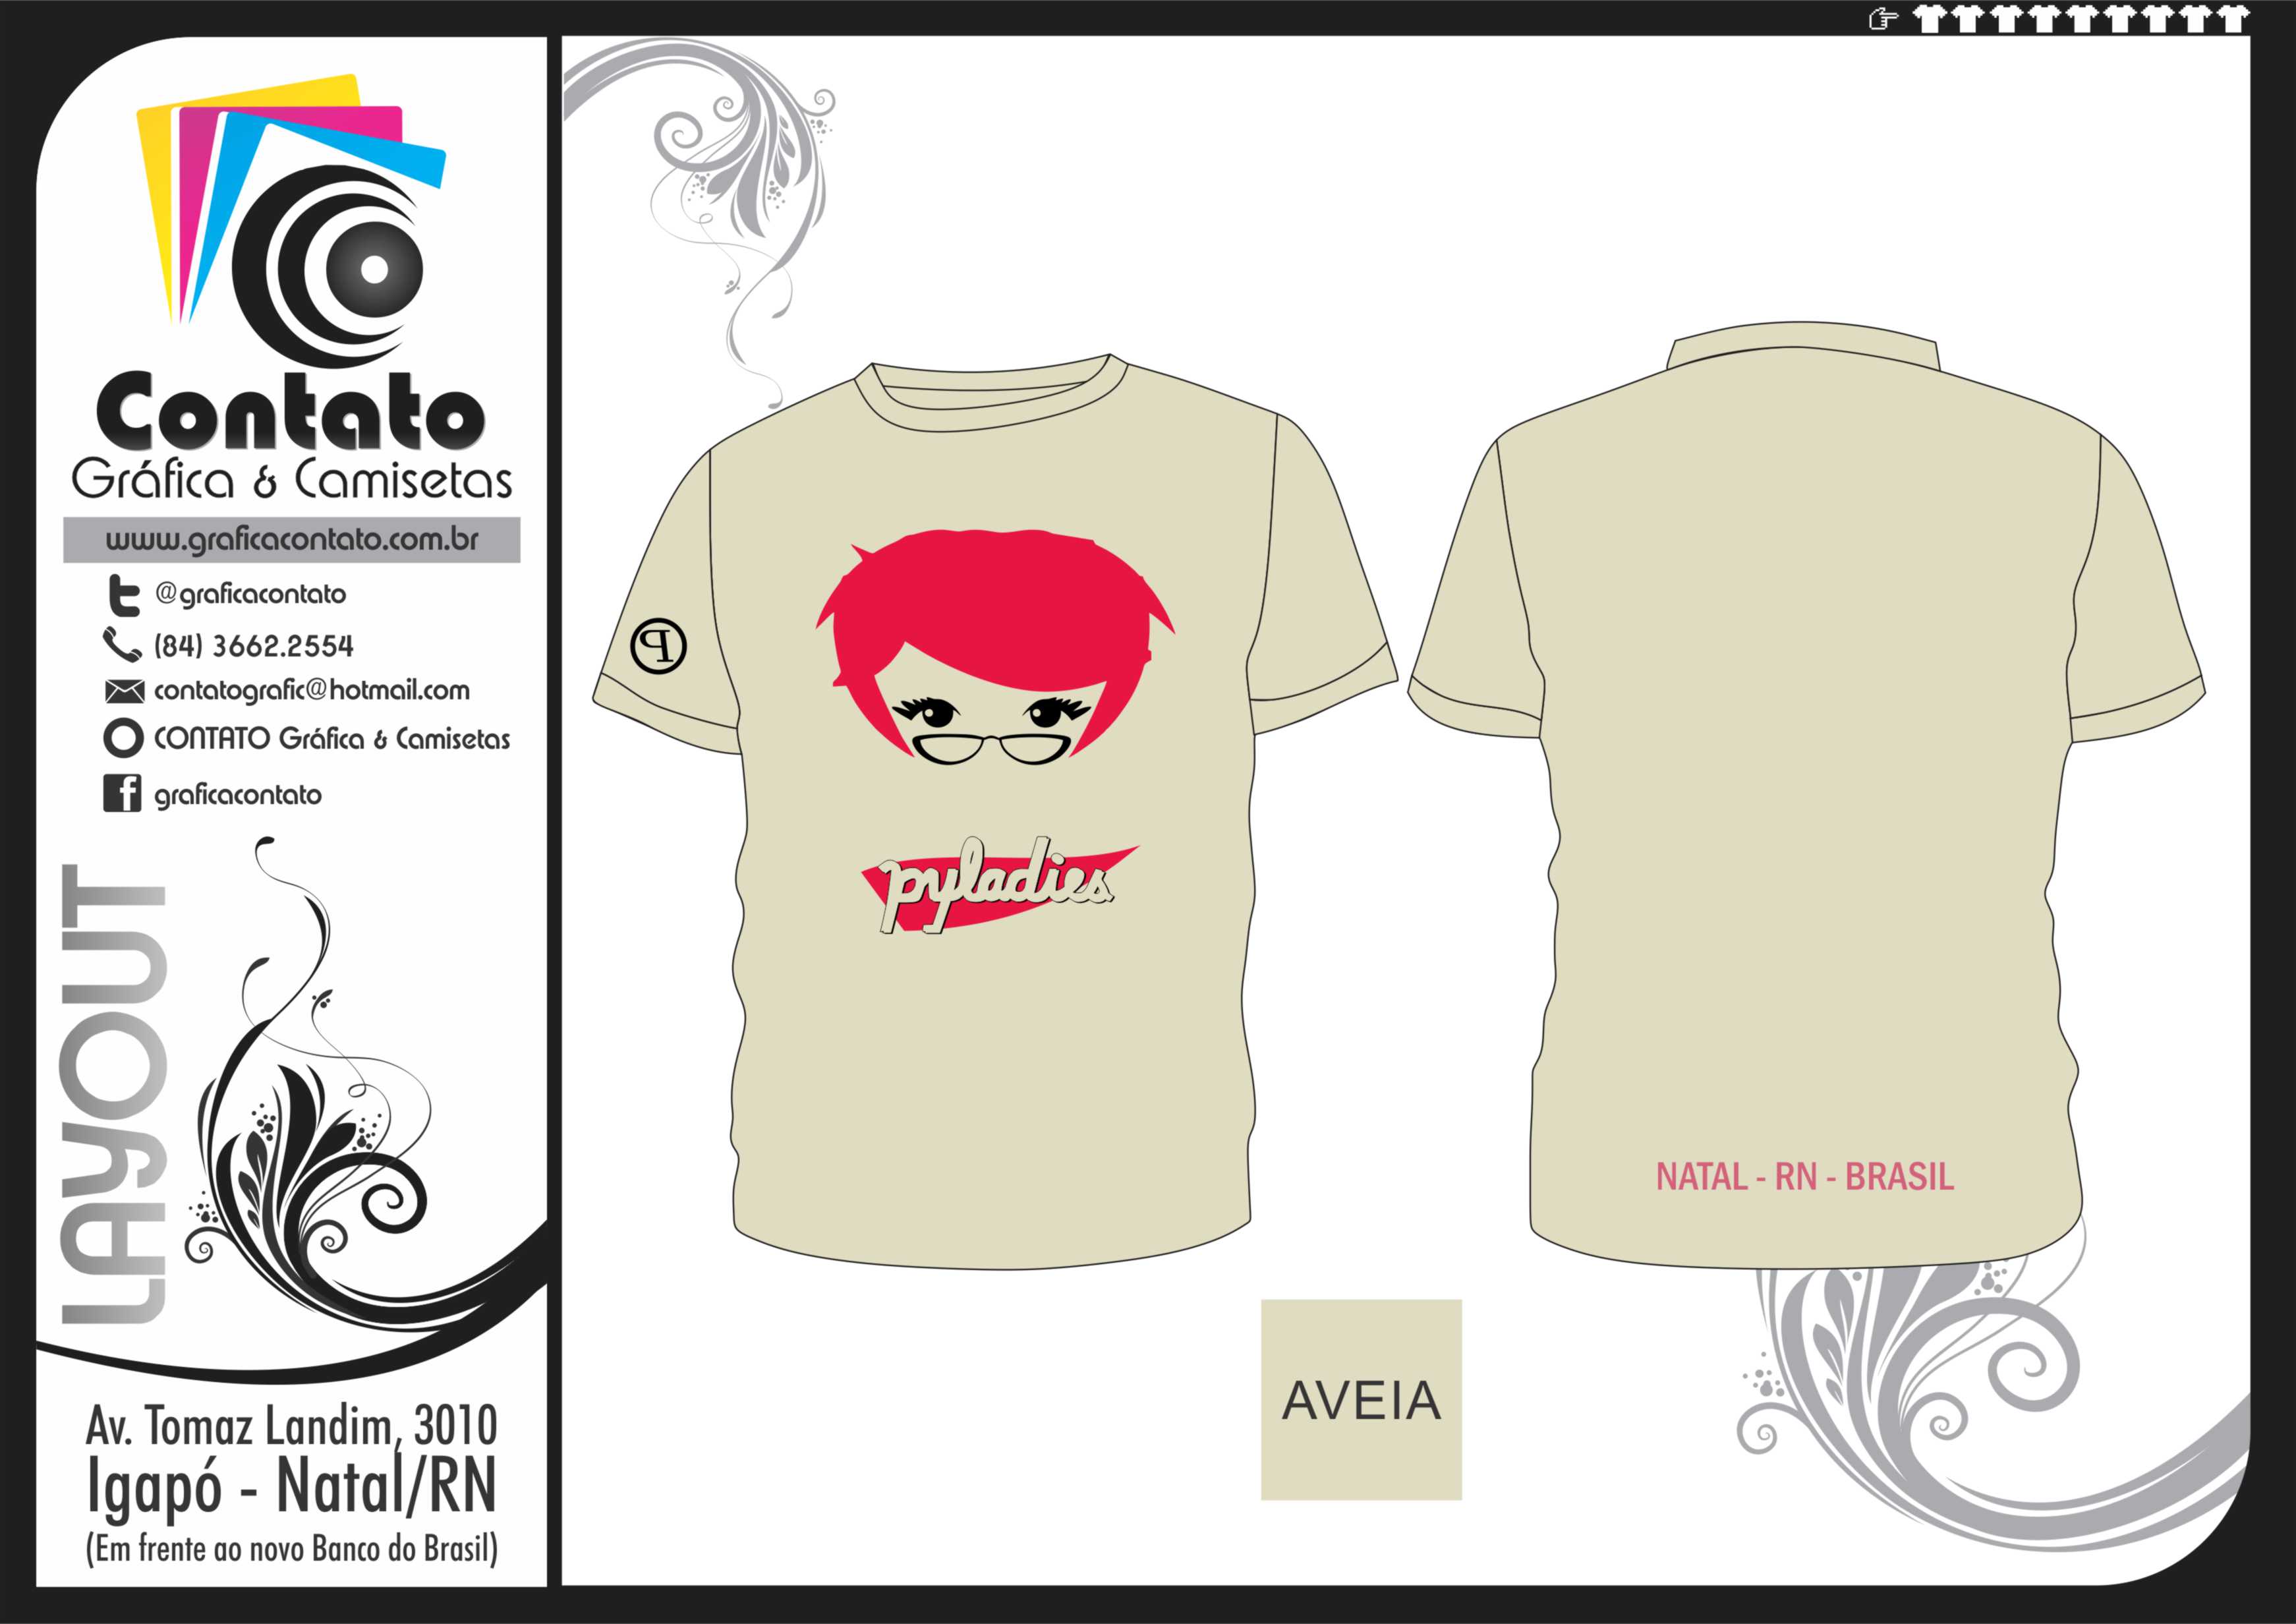 Contato
Gráfica & Camisetas
www.graficacontato.com.br
@graficacontato
(84) 3662.2554
contatografic@hotmail.com
CONTATO Gráfica & Camisetas
graficacontato
LAYOUT
Av. Tomaz Landim, 3010
Igapó - Natal/RN
(Em frente ao novo Banco do Brasil)
pyladies
NATAL - RN - BRASIL
AVEIA